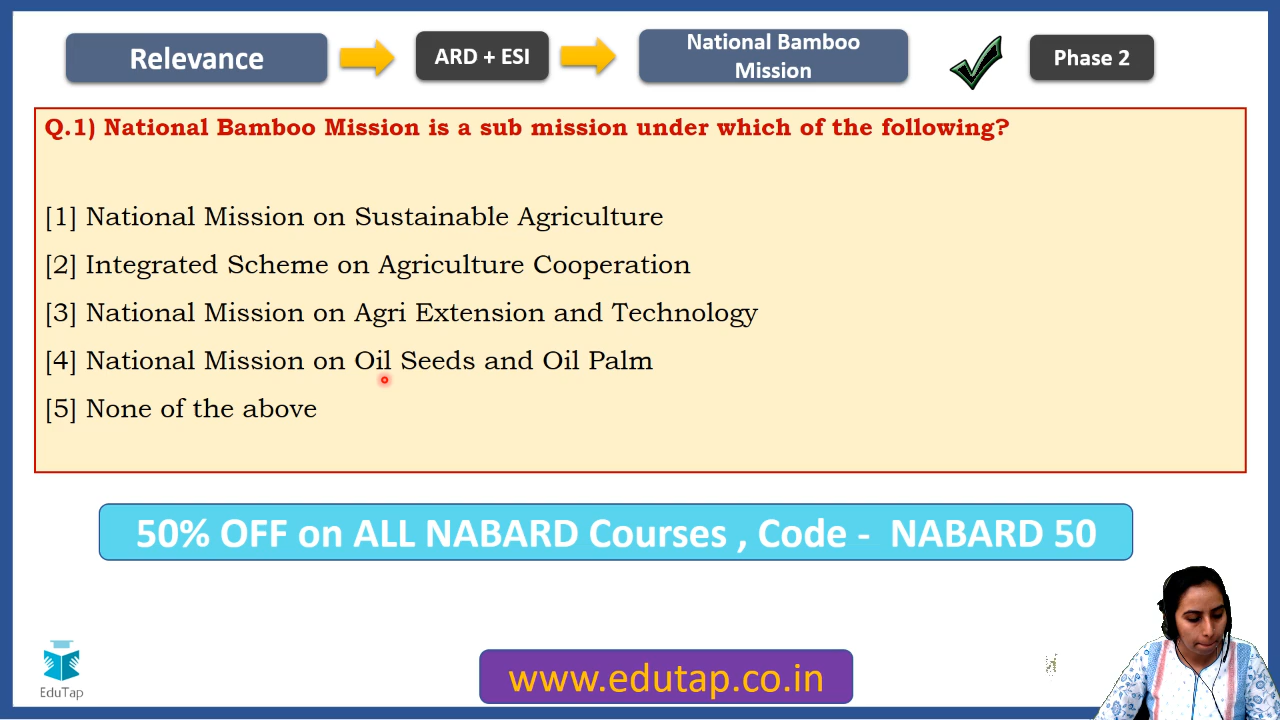 Relevance
ARD + ESI
National Bamboo
Mission
Phase 2
Q.1) National Bamboo Mission is a sub mission under which of the following?
[1] National Mission on Sustainable Agriculture
[2] Integrated Scheme on Agriculture Cooperation
[3] National Mission on Agri Extension and Technology
[4] National Mission on Oil Seeds and Oil Palm
[5] None of the above
50% OFF on ALL NABARD Courses , Code - NABARD 50
EduTap
www.edutap.co.in